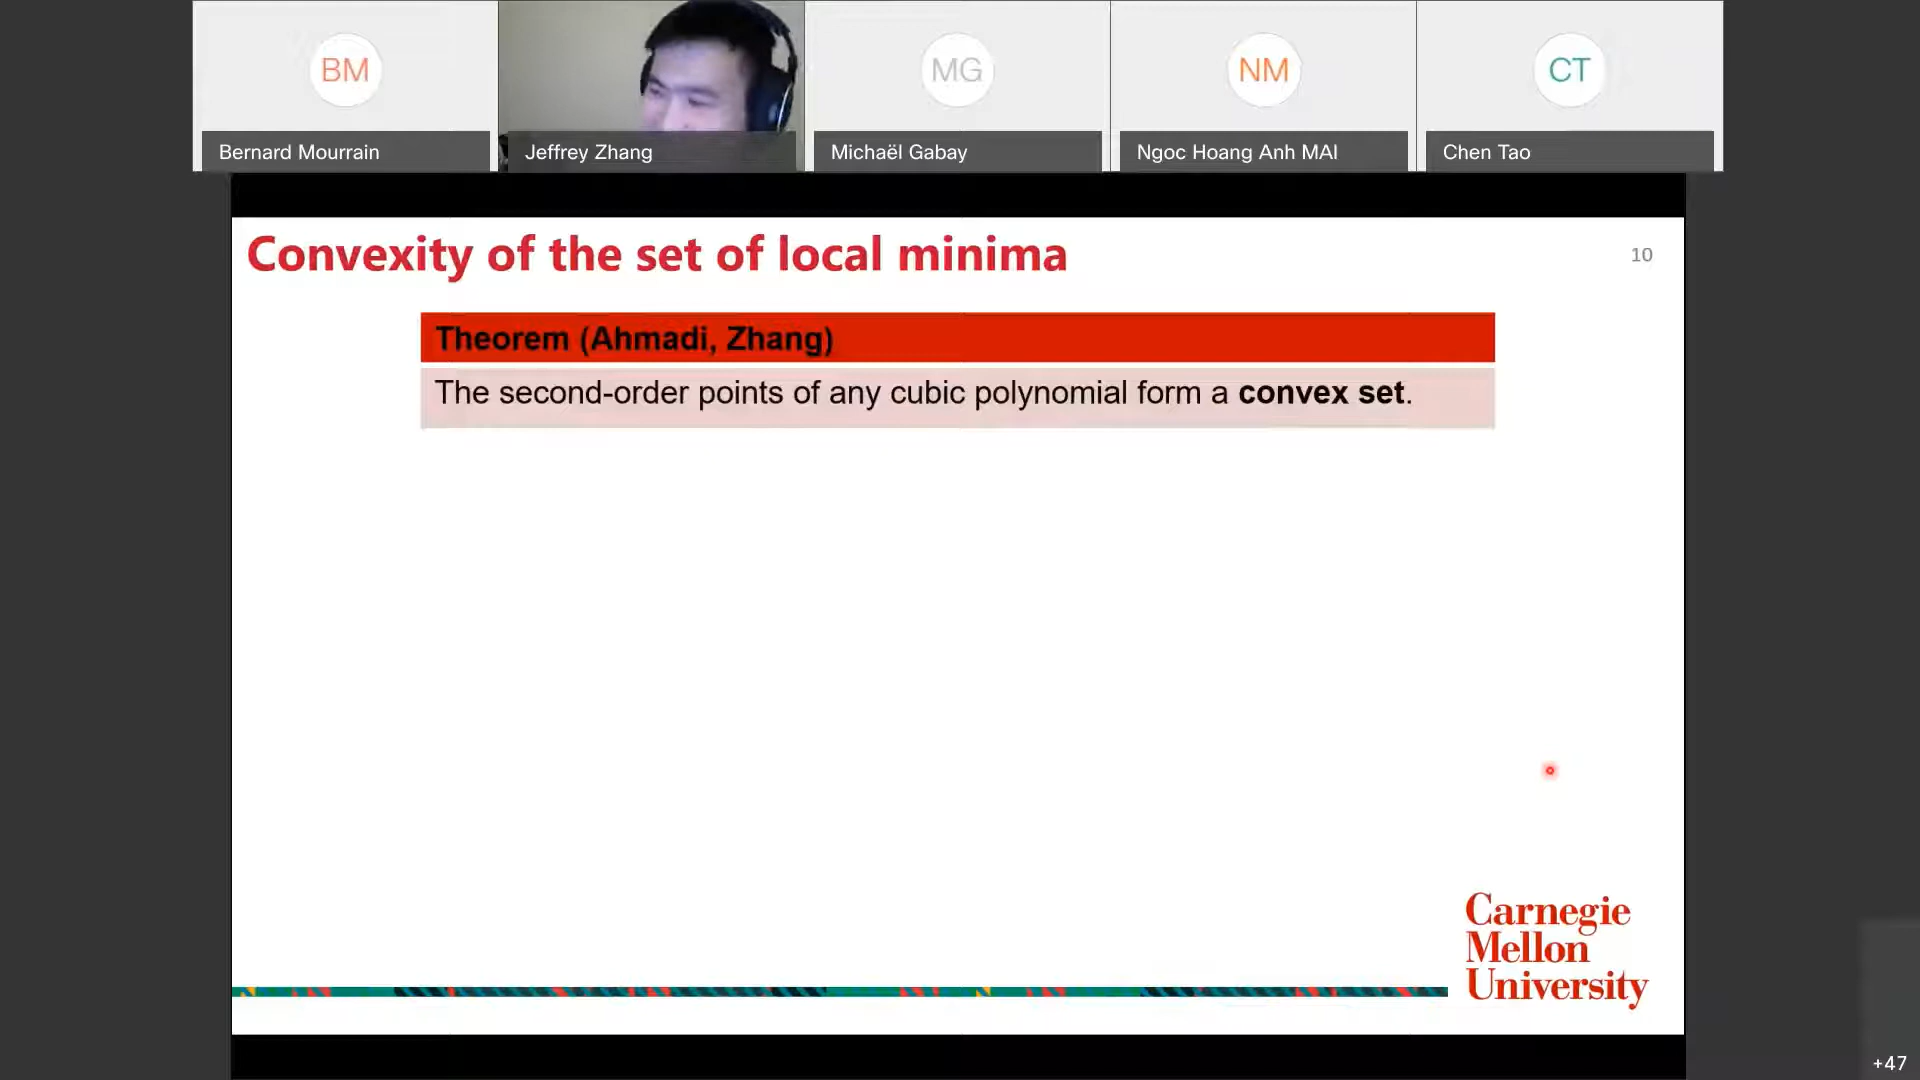 BM
MG
NM
CT
Bernard Mourrain
Jeffrey Zhang
Michaël Gabay
Ngoc Hoang Anh MAI
Chen Tao
Convexity of the set of local minima
10
Theorem (Ahmadi, Zhang)
The second-order points of any cubic polynomial form a convex set.
Carnegie
Mellon
University
+47